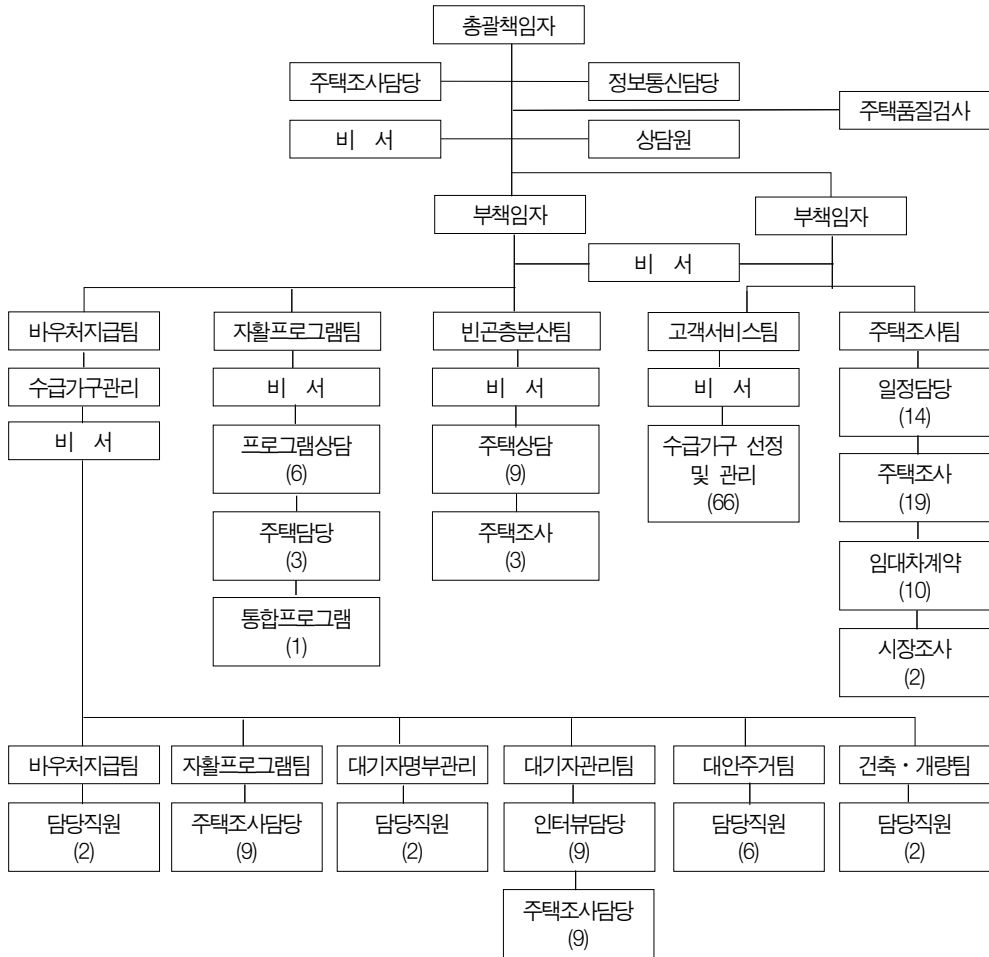 총괄책임자
주택조사담당
정보통신담당
주택품질검사
비 서
상담원
부책임자
부책임자
비 서
바우처지급팀
자활프로그램팀
빈곤층분산팀
고객서비스팀
주택조사팀
수급가구관리
비 서
비 서
비 서
일정담당
(14)
비 서
프로그램상담
(6)
주택상담
(9)
수급가구 선정
및 관리
(66)
주택조사
(19)
주택담당
(3)
주택조사
(3)
임대차계약
(10)
통합프로그램
(1)
시장조사
(2)
바우처지급팀
자활프로그램팀
대기자명부관리
대기자관리팀
대안주거팀
건축・개량팀
담당직원
(2)
주택조사담당
(9)
담당직원
(2)
인터뷰담당
(9)
담당직원
(6)
담당직원
(2)
주택조사담당
(9)